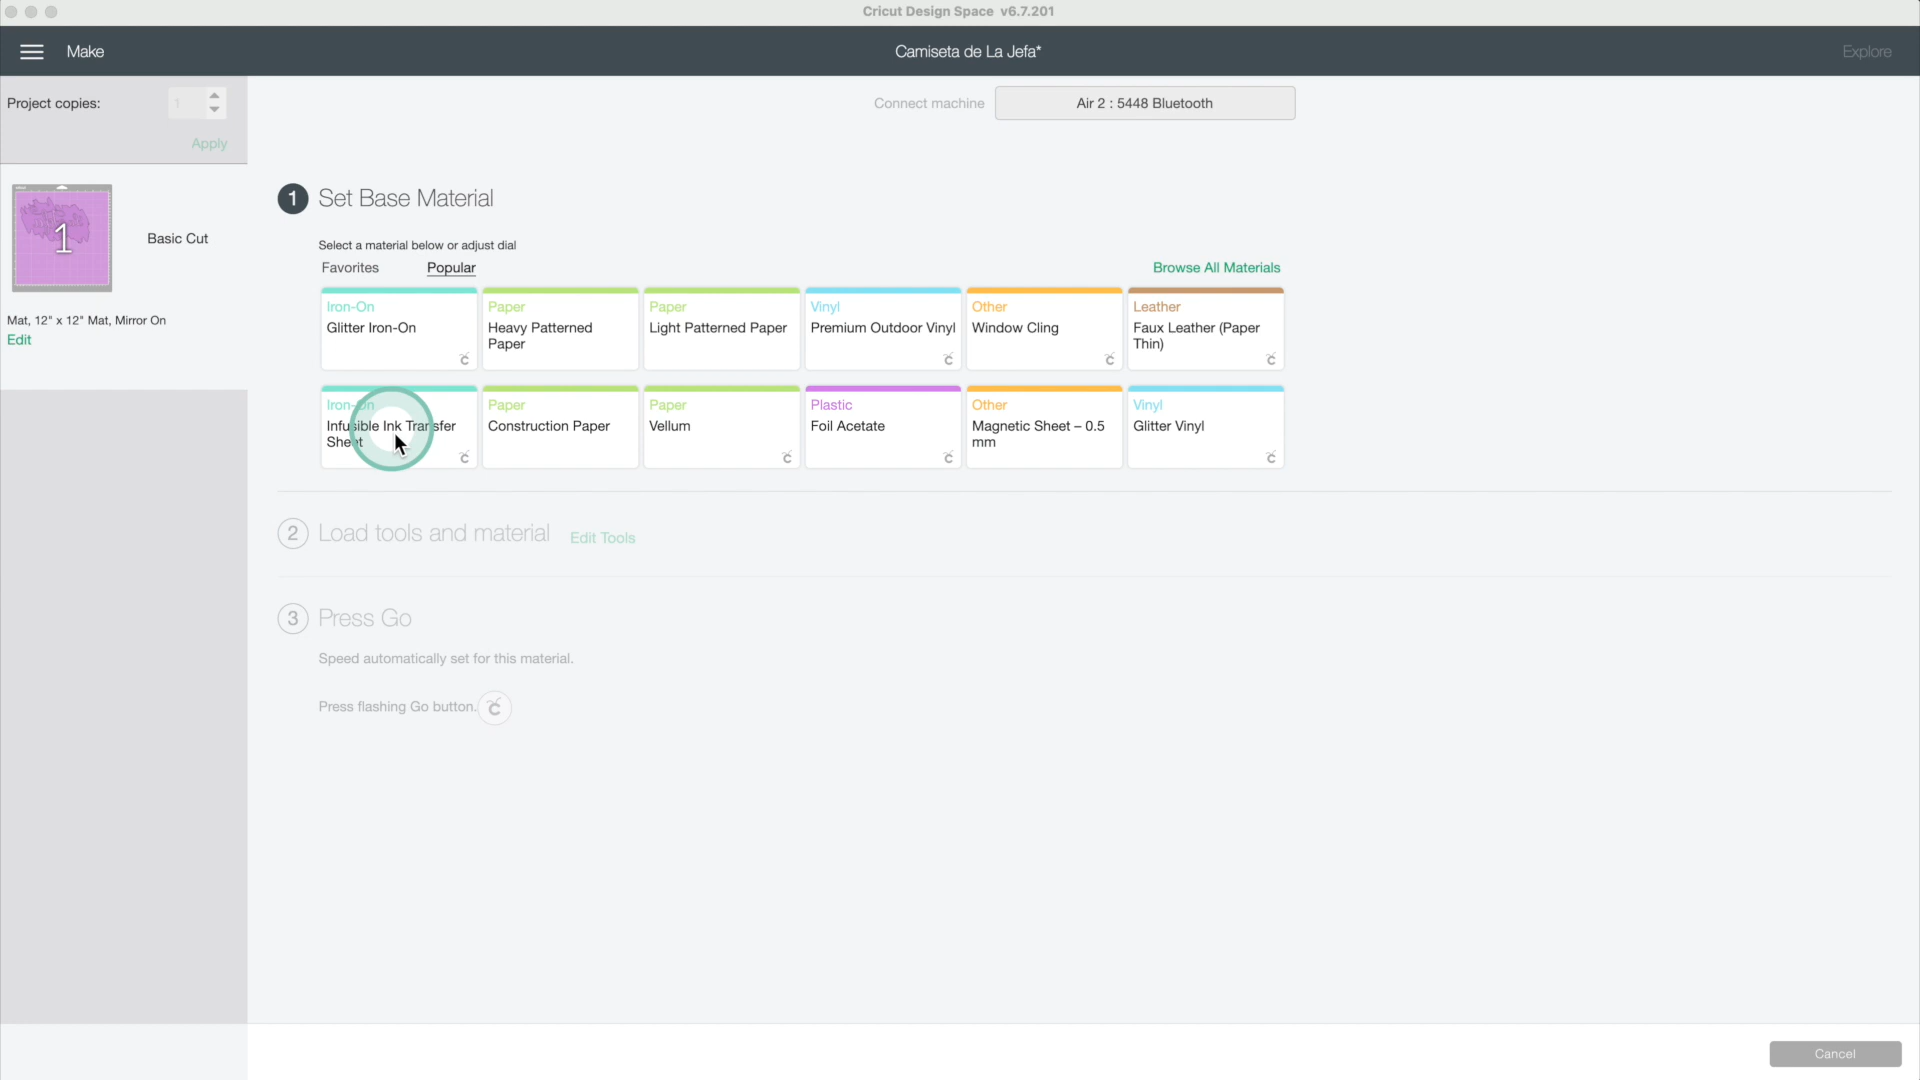 Cricut Design Space v6.7.201
Make
Camiseta de La Jefa*
Explore
Project copies:
1
Apply
Connect machine
Air 2 : 5448 Bluetooth
1
Basic Cut
Mat, 12" x 12" Mat, Mirror On
Edit
1 Set Base Material
Select a material below or adjust dial
Favorites
Popular
Browse All Materials
Iron-On
Glitter Iron-On
Paper
Heavy Patterned
Paper
Paper
Light Patterned Paper
Vinyl
Premium Outdoor Vinyl
Other
Window Cling
Leather
Faux Leather (Paper
Thin)
Iron-On
Infusible Ink Transfer
Sheet
Paper
Construction Paper
Paper
Vellum
Plastic
Foil Acetate
Other
Magnetic Sheet – 0.5
mm
Vinyl
Glitter Vinyl
2 Load tools and material
Edit Tools
3 Press Go
Speed automatically set for this material.
Press flashing Go button.
Cancel